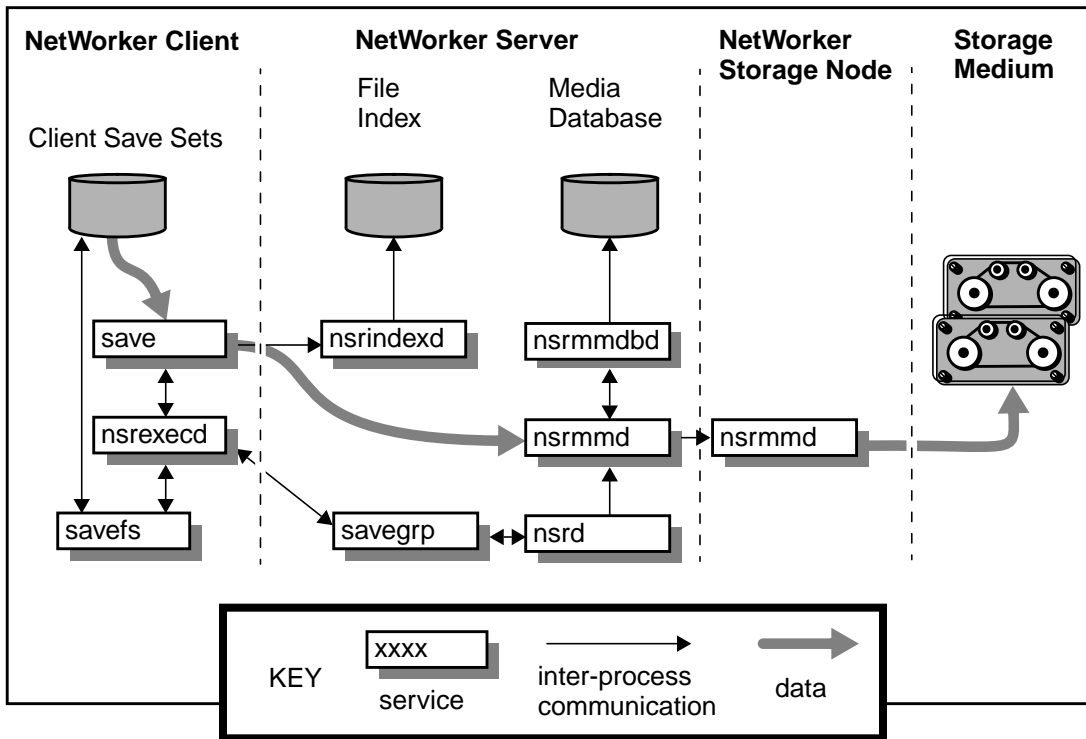 NetWorker Client
NetWorker Server
NetWorker
Storage Node
Storage
Medium
File
Index
Media
Database
Client Save Sets
save
nsrindexd
nsrmmdbd
nsrexecd
nsrmmd
nsrmmd
savefs
savegrp
nsrd
KEY
xxxx
service
inter-process
communication
data